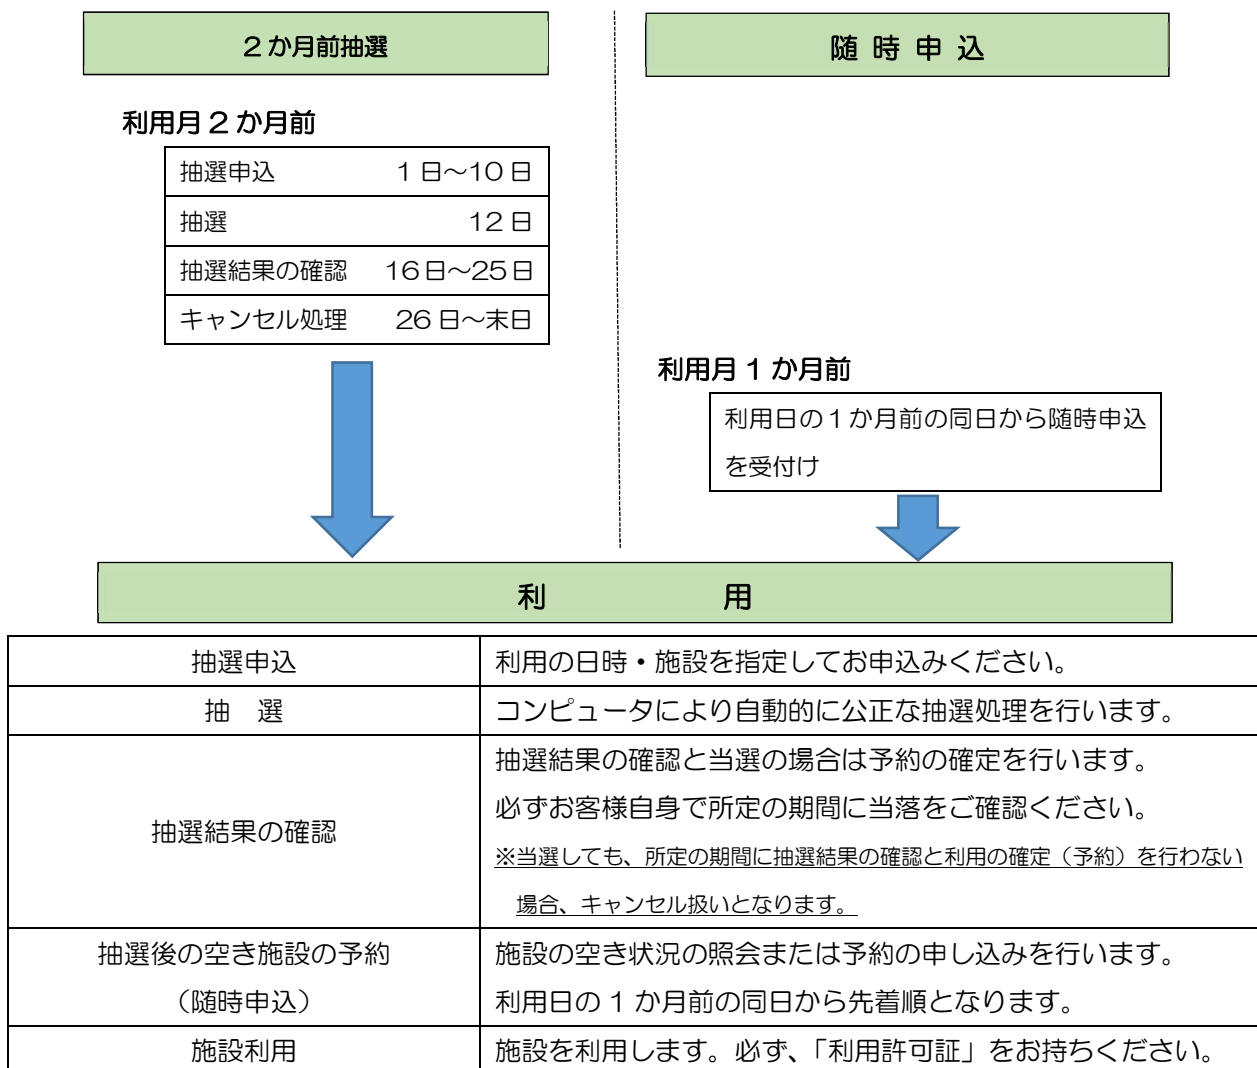 2か月前抽選
利用月2か月前
抽選申込 1日~10日
抽選 12日
抽選結果の確認 16日~25日
キャンセル処理 26日~末日
随時申込
利用月1か月前
利用日の1か月前の同日から随時申込
を受付け
利用
抽選申込 利用の日時・施設を指定してお申込みください。
抽 選 コンピュータにより自動的に公正な抽選処理を行います。
抽選結果の確認
抽選結果の確認と当選の場合は予約の確定を行います。
必ずお客様自身で所定の期間に当落をご確認ください。
※当選しても、所定の期間に抽選結果の確認と利用の確定(予約)を行わない
場合、キャンセル扱いとなります。
抽選後の空き施設の予約
(随時申込)
施設の空き状況の照会または予約の申し込みを行います。
利用日の1か月前の同日から先着順となります。
施設利用 施設を利用します。必ず、「利用許可証」をお持ちください。